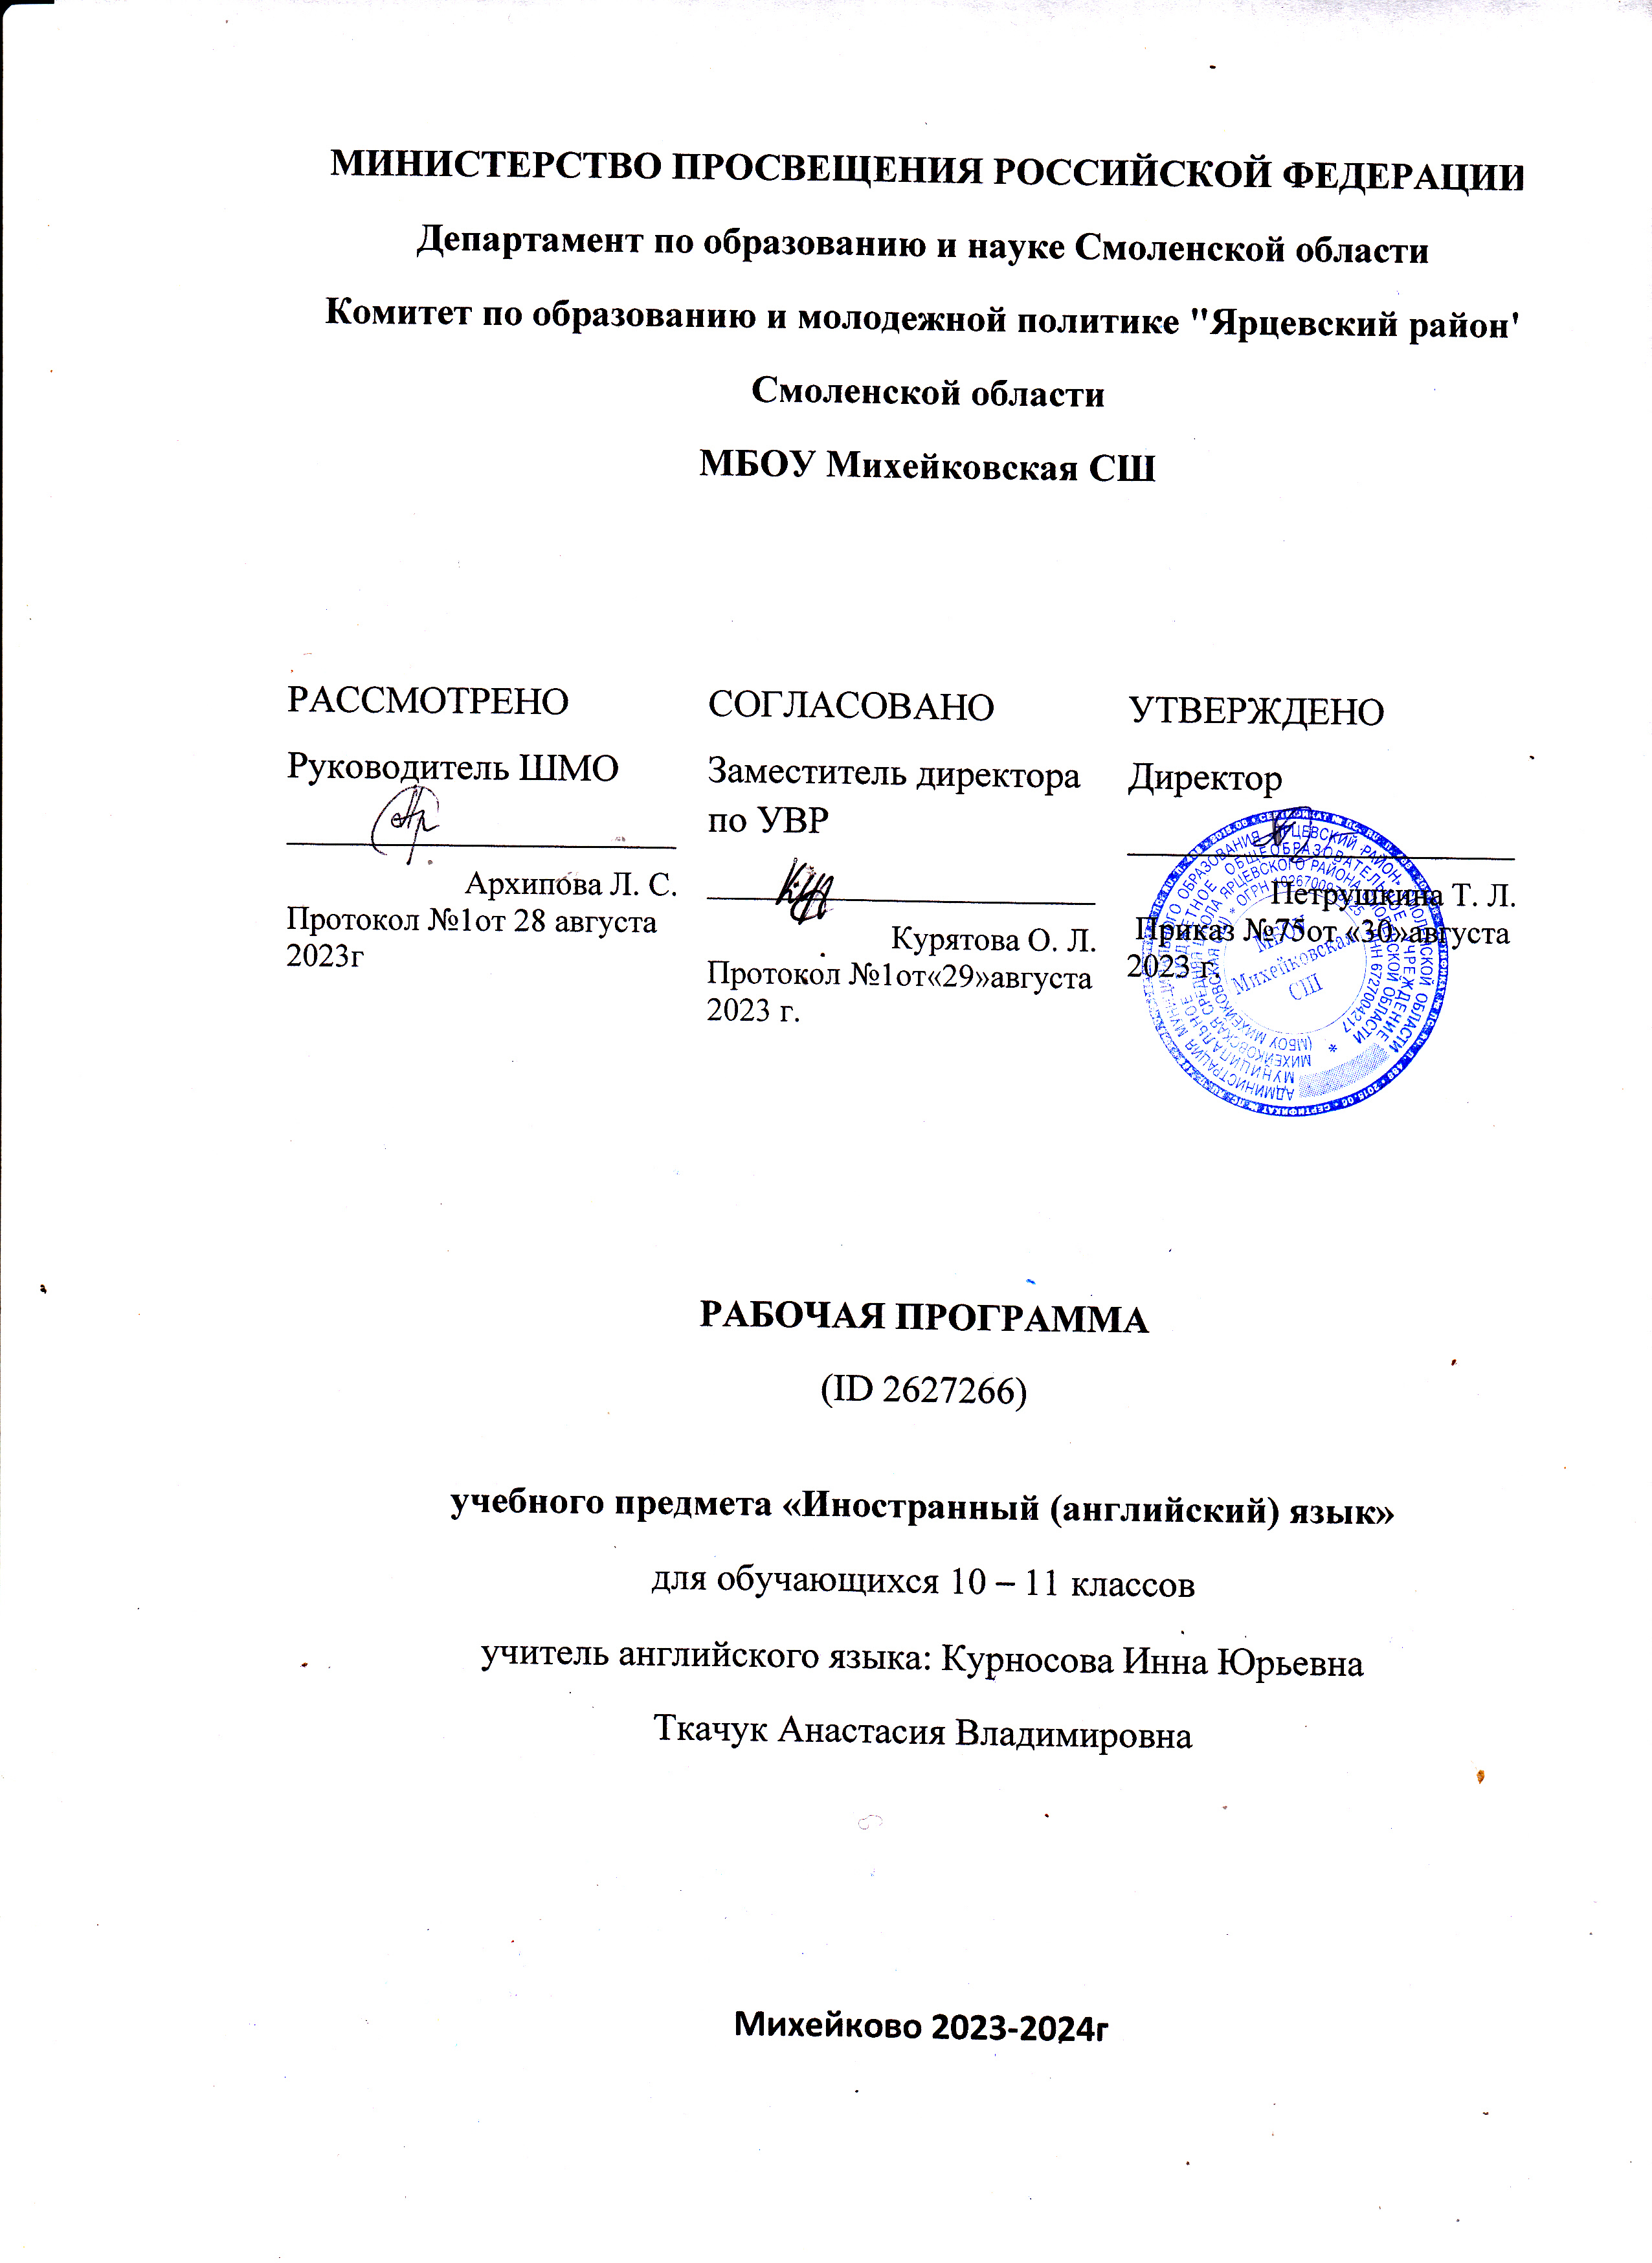 МИНИСТЕРСТВО ПРОСВЕЩЕНИЯ РОССИЙСКОЙ ФЕДЕРАЦИИ
Департамент по образованию и науке Смоленской области
Комитет по образованию и молодежной политике "Ярцевский район'
Смоленской области
МБОУ Михейковская СШ
РАССМОТРЕНО
Руководитель ШМО
Архипова Л. С.
Протокол №1от 28 августа
2023г
СОГЛАСОВАНО
Заместитель директора
по УВР
Курятова О. Л.
Протокол №1от«29»августа
2023 г.
УТВЕРЖДЕНО
Директор
Петрушкина Т. Л.
Приказ №75от «30»августа
2023 г.
МБОУ
Михейковская
СШ
РАБОЧАЯ ПРОГРАММА
(ID 2627266)
учебного предмета «Иностранный (английский) язык»
для обучающихся 10 – 11 классов
учитель английского языка: Курносова Инна Юрьевна
Ткачук Анастасия Владимировна
Михейково 2023-2024г